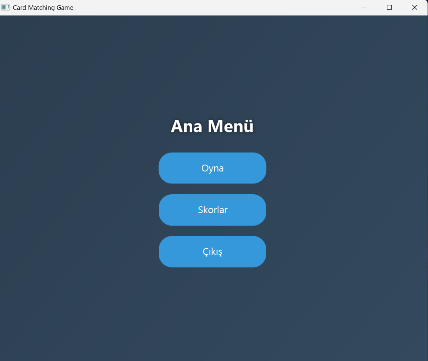 Card Matching Game
Ana Menü
Oyna
Skorlar
Çıkış